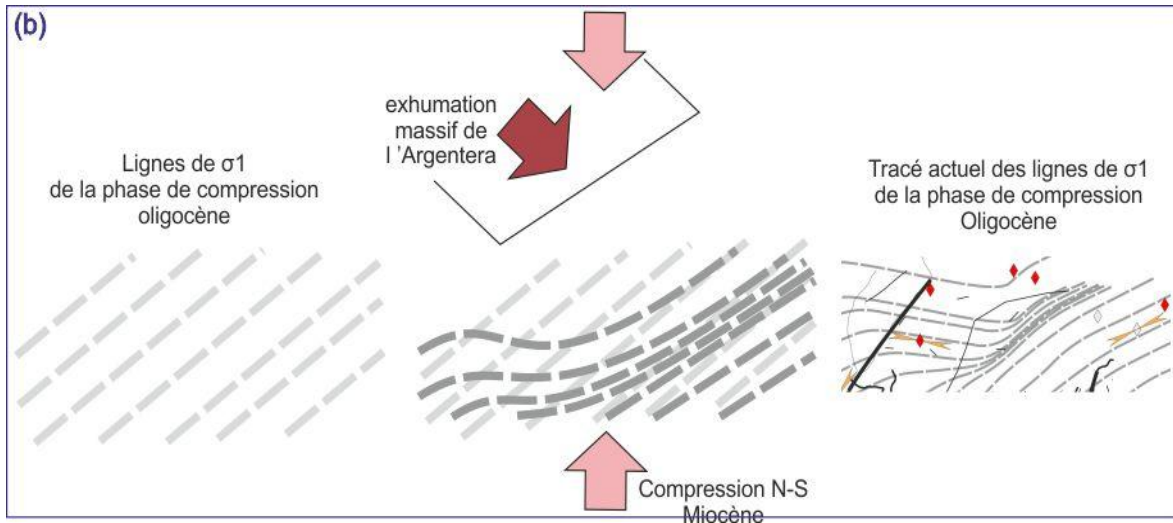 (b)
exhumation
massif de
l 'Argentera
Lignes de σ1
de la phase de compression
oligocène
Tracé actuel des lignes de σ1
de la phase de compression
Oligocène
Compression N-S
Miocène